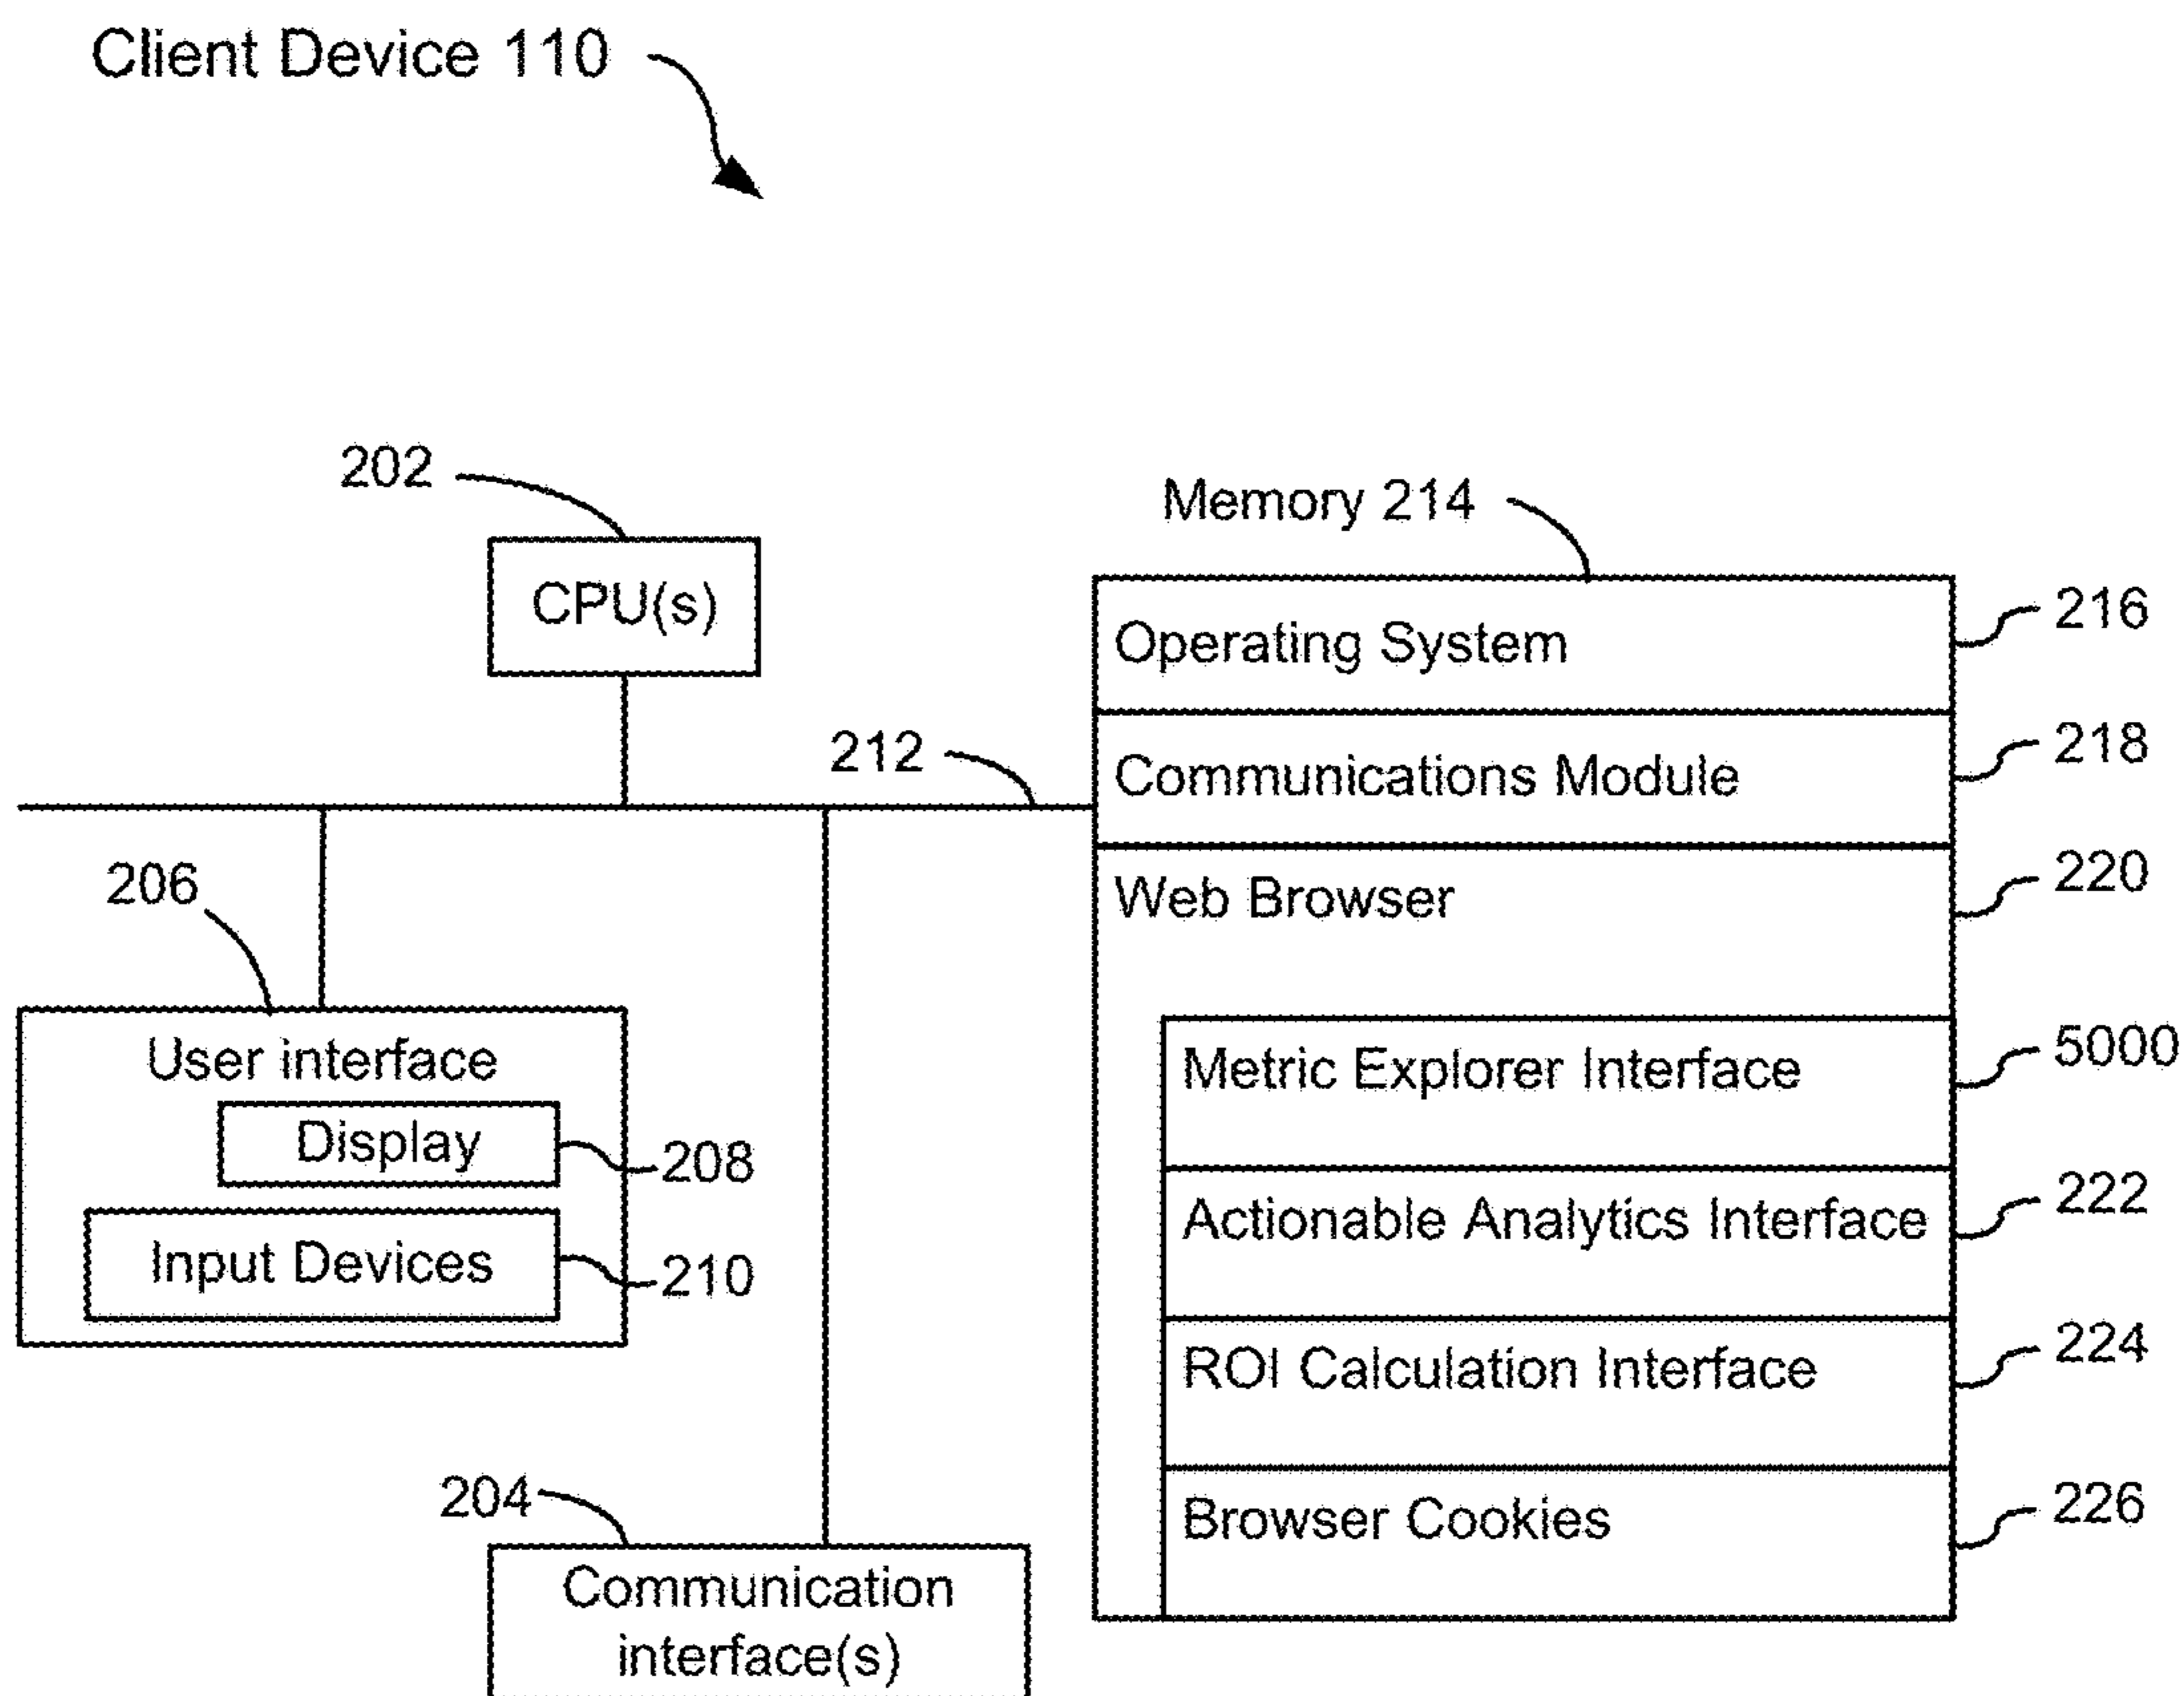 Client Device 110
202
CPU(s)
212
206
User interface
Display
208
Input Devices
210
204
Communication
interface(s)
Memory 214
Operating System
216
Communications Module
218
Web Browser
220
Metric Explorer Interface
5000
Actionable Analytics Interface
222
ROI Calculation Interface
224
Browser Cookies
226